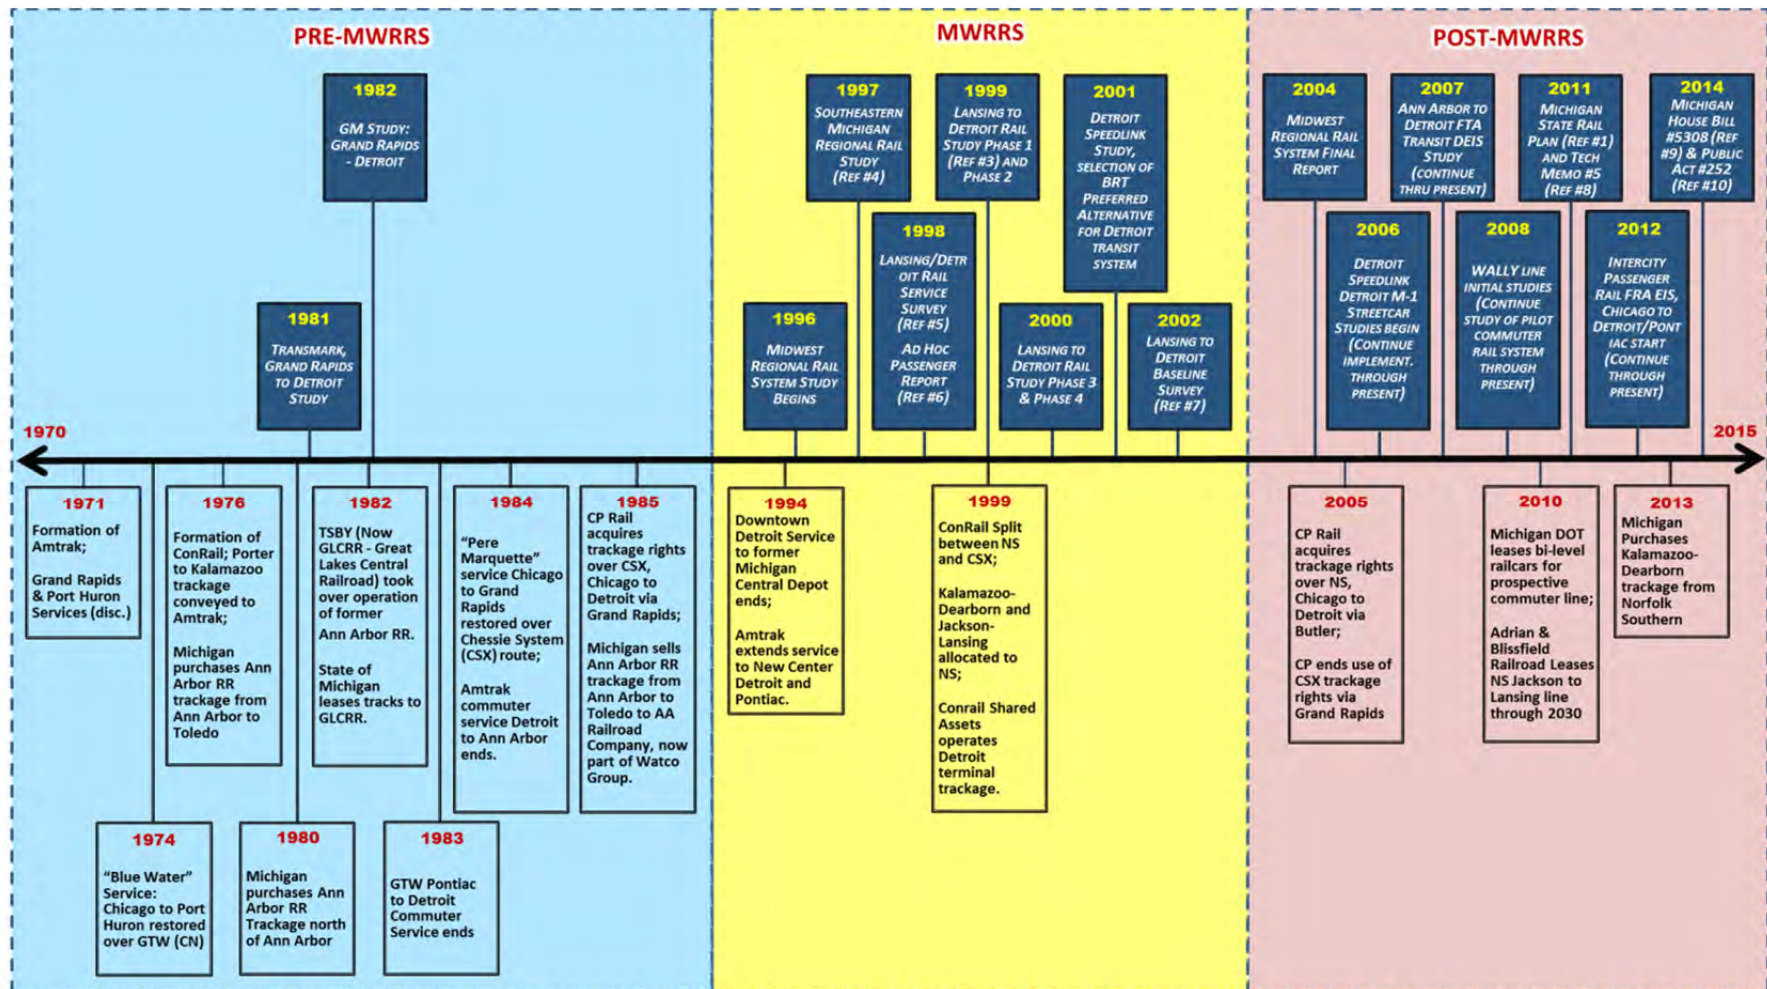 PRE-MWRRS
1982
GM STUDY:
GRAND RAPIDS
- DETROIT
1981
TRANSMARK,
GRAND RAPIDS
TO DETROIT
STUDY
1970
1971
Formation of
Amtrak;
Grand Rapids
& Port Huron
Services (disc.)
1974
"Blue Water"
Service:
Chicago to Port
Huron restored
over GTW (CN)
1976
Formation of
ConRail; Porter
to Kalamazoo
trackage
conveyed to
Amtrak;
Michigan
purchases Ann
Arbor RR
trackage from
Ann Arbor to
Toledo
1980
Michigan
purchases Ann
Arbor RR
Trackage north
of Ann Arbor
1982
TSBY (Now
GLCRR - Great
Lakes Central
Railroad) took
over operation
of former
Ann Arbor RR.
State of
Michigan
leases tracks to
GLCRR.
1983
GTW Pontiac
to Detroit
Commuter
Service ends
1984
"Pere
Marquette"
service Chicago
to Grand
Rapids
restored over
Chessie System
(CSX) route;
Amtrak
commuter
service Detroit
to Ann Arbor
ends.
1985
CP Rail
acquires
trackage rights
over CSX,
Chicago to
Detroit via
Grand Rapids;
Michigan sells
Ann Arbor RR
trackage from
Ann Arbor to
Toledo to AA
Railroad
Company, now
part of Watco
Group.
MWRRS
1996
MIDWEST
REGIONAL RAIL
SYSTEM STUDY
BEGINS
1997
SOUTHEASTERN
MICHIGAN
REGIONAL RAIL
STUDY
(REF #4)
1998
LANSING/DETR
OIT RAIL
SERVICE
SURVEY
(REF #5)
AD HOC
PASSENGER
REPORT
(REF #6)
1999
LANSING TO
DETROIT RAIL
STUDY PHASE 1
(REF #3) AND
PHASE 2
2000
LANSING TO
DETROIT RAIL
STUDY PHASE 3
& PHASE 4
2001
DETROIT
SPEEDLINK
STUDY,
SELECTION OF
BRT
PREFERRED
ALTERNATIVE
FOR DETROIT
TRANSIT
SYSTEM
2002
LANSING TO
DETROIT
BASELINE
SURVEY
(REF #7)
1994
Downtown
Detroit Service
to former
Michigan
Central Depot
ends;
Amtrak
extends service
to New Center
Detroit and
Pontiac.
1999
ConRail Split
between NS
and CSX;
Kalamazoo-
Dearborn and
Jackson-
Lansing
allocated to
NS;
Conrail Shared
Assets
operates
Detroit
terminal
trackage.
POST-MWRRS
2004
MIDWEST
REGIONAL RAIL
SYSTEM FINAL
REPORT
2006
DETROIT
SPEEDLINK
DETROIT M-1
STREETCAR
STUDIES BEGIN
(CONTINUE
IMPLEMENT.
THROUGH
PRESENT)
2007
ANN ARBOR TO
DETROIT FTA
TRANSIT DEIS
STUDY
(CONTINUE
THRU PRESENT)
2008
WALLY LINE
INITIAL STUDIES
(CONTINUE
STUDY OF PILOT
COMMUTER
RAIL SYSTEM
THROUGH
PRESENT)
2011
MICHIGAN
STATE RAIL
PLAN (REF #1)
AND TECH
MEMO #5
(REF #8)
2012
INTERCITY
PASSENGER
RAIL FRA EIS,
CHICAGO TO
DETROIT/PONT
IAC START
(CONTINUE
THROUGH
PRESENT)
2014
MICHIGAN
HOUSE BILL
#5308 (REF
#9) & PUBLIC
ACT #252
(REF #10)
2015
2005
CP Rail
acquires
trackage rights
over NS,
Chicago to
Detroit via
Butler;
CP ends use of
CSX trackage
rights via
Grand Rapids
2010
Michigan DOT
leases bi-level
railcars for
prospective
commuter line;
Adrian &
Blissfield
Railroad Leases
NS Jackson to
Lansing line
through 2030
2013
Michigan
Purchases
Kalamazoo-
Dearborn
trackage from
Norfolk
Southern